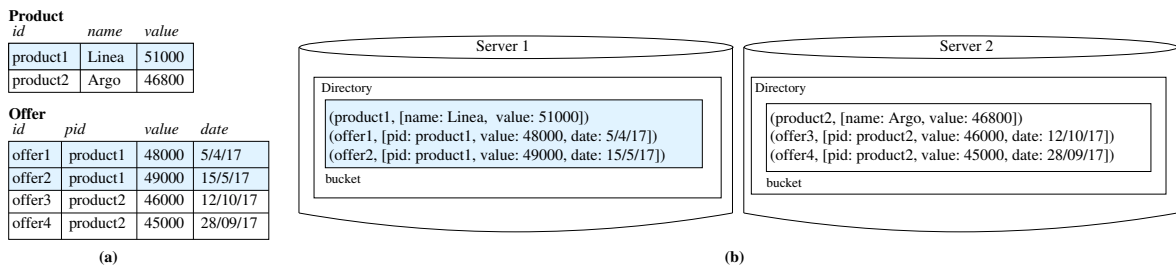 Product
id name value
product1 Linea 51000
product2 Argo 46800
Offer
id pid value date
offer1 product1 48000 5/4/17
offer2 product1 49000 15/5/17
offer3 product2 46000 12/10/17
offer4 product2 45000 28/09/17
(a)
Server 1
Directory
(product1, [name: Linea, value: 51000])
(offer1, [pid: product1, value: 48000, date: 5/4/17])
(offer2, [pid: product1, value: 49000, date: 15/5/17])
bucket
Server 2
Directory
(product2, [name: Argo, value: 46800])
(offer3, [pid: product2, value: 46000, date: 12/10/17])
(offer4, [pid: product2, value: 45000, date: 28/09/17])
bucket
(b)